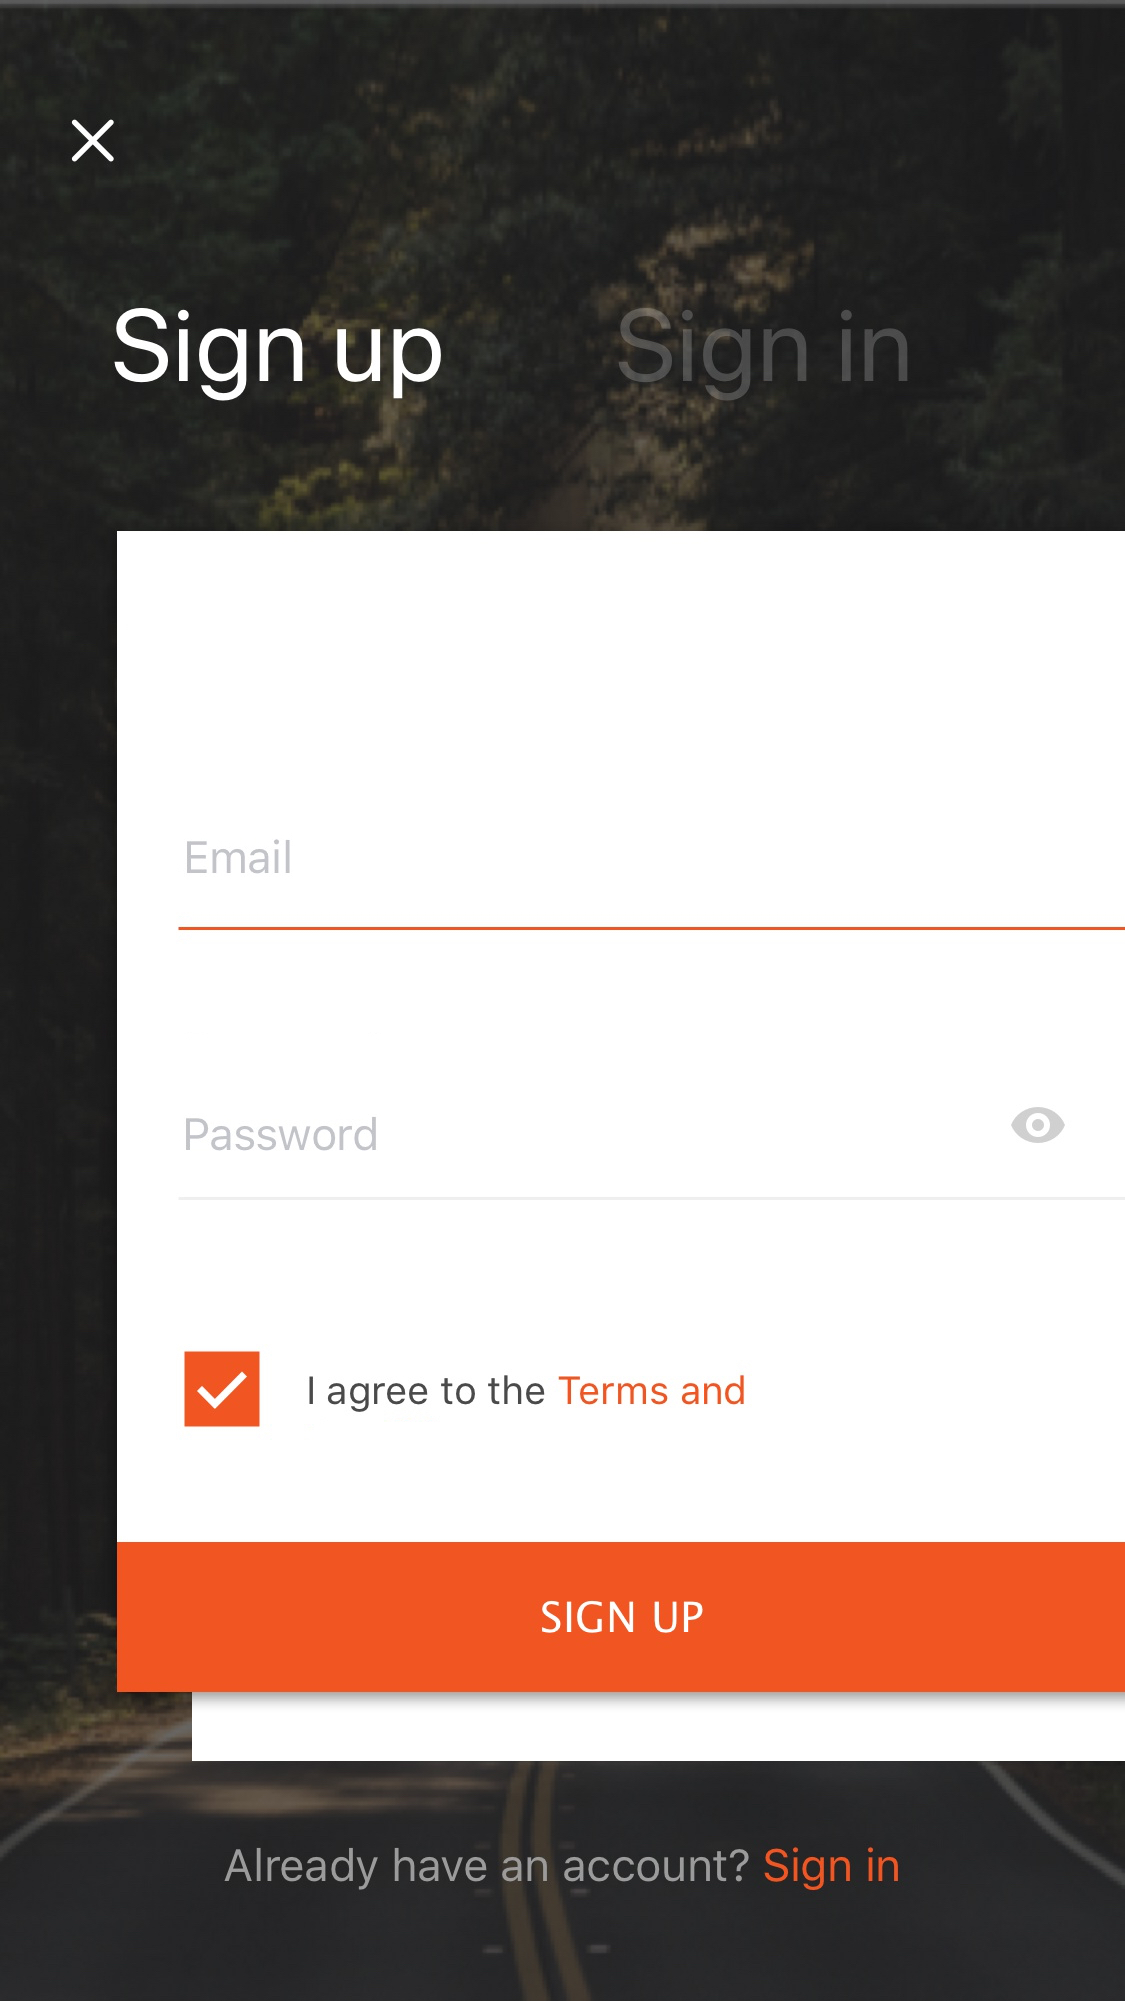 Sign up
Sign in
Email
Password
I agree to the Terms and
SIGN UP
Already have an account? Sign in